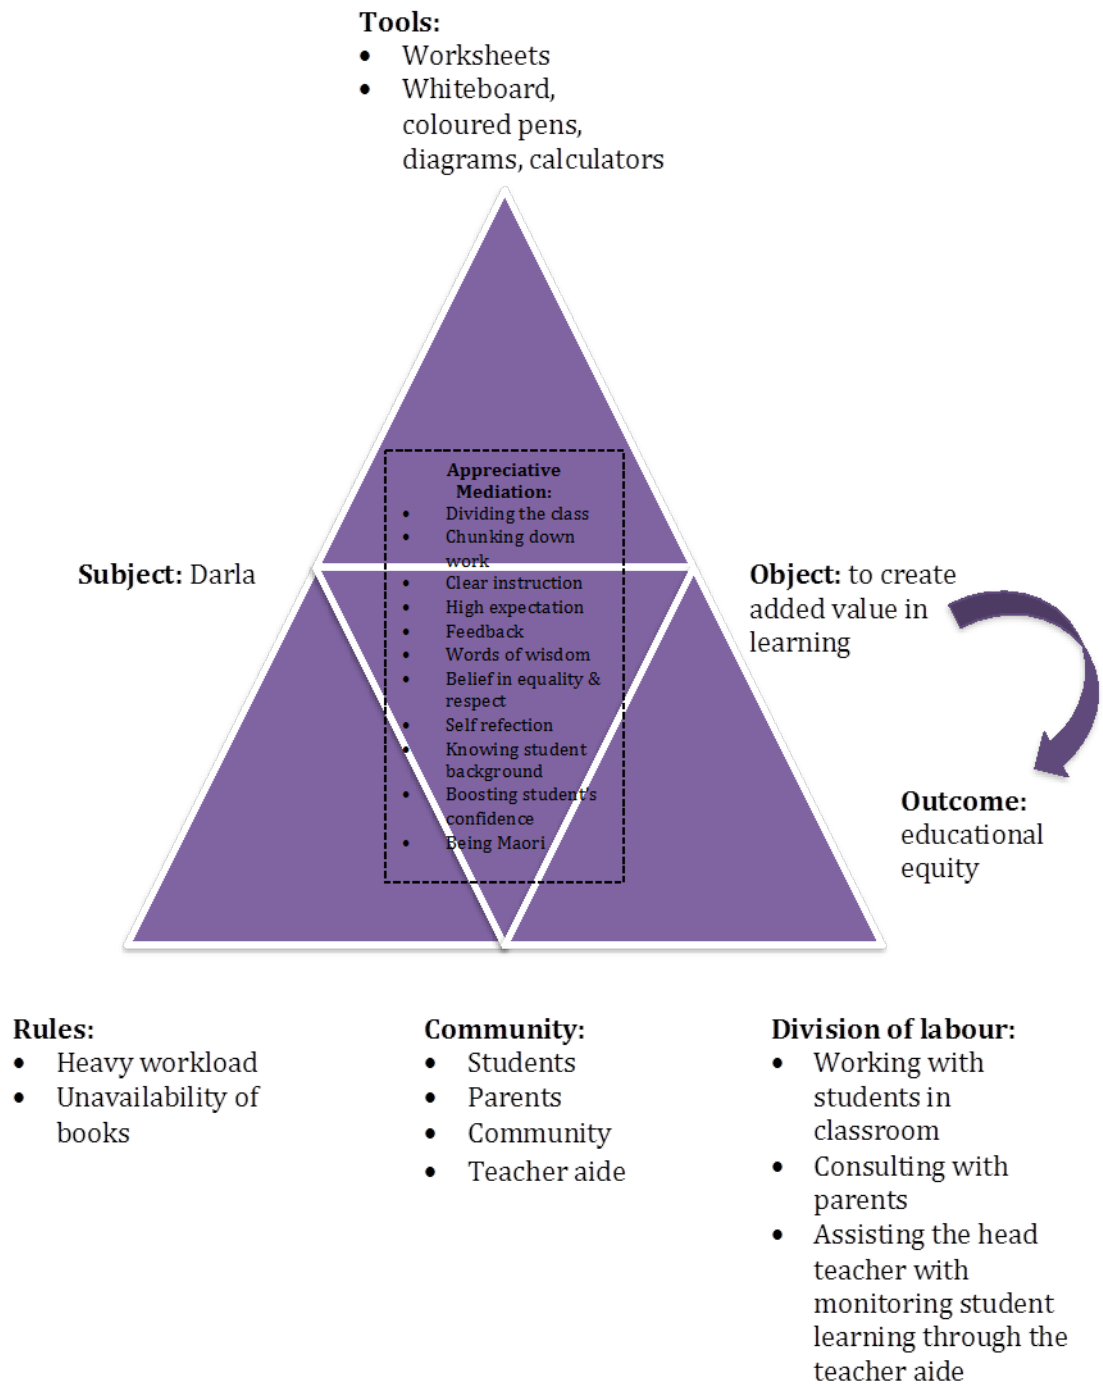 Tools:
• Worksheets
• Whiteboard,
coloured pens,
diagrams, calculators
Appreciative
Mediation:
• Dividing the class
• Chunking down
work
• Clear instruction
• High expectation
• Feedback
• Words of wisdom
• Belief in equality &
respect
• Self refection
• Knowing student
background
• Boosting student's
confidence
• Being Maori
Subject: Darla
Object: to create
added value in
learning
Outcome:
educational
equity
Rules:
• Heavy workload
• Unavailability of
books
Community:
• Students
• Parents
• Community
• Teacher aide
Division of labour:
• Working with
students in
classroom
• Consulting with
parents
• Assisting the head
teacher with
monitoring student
learning through the
teacher aide